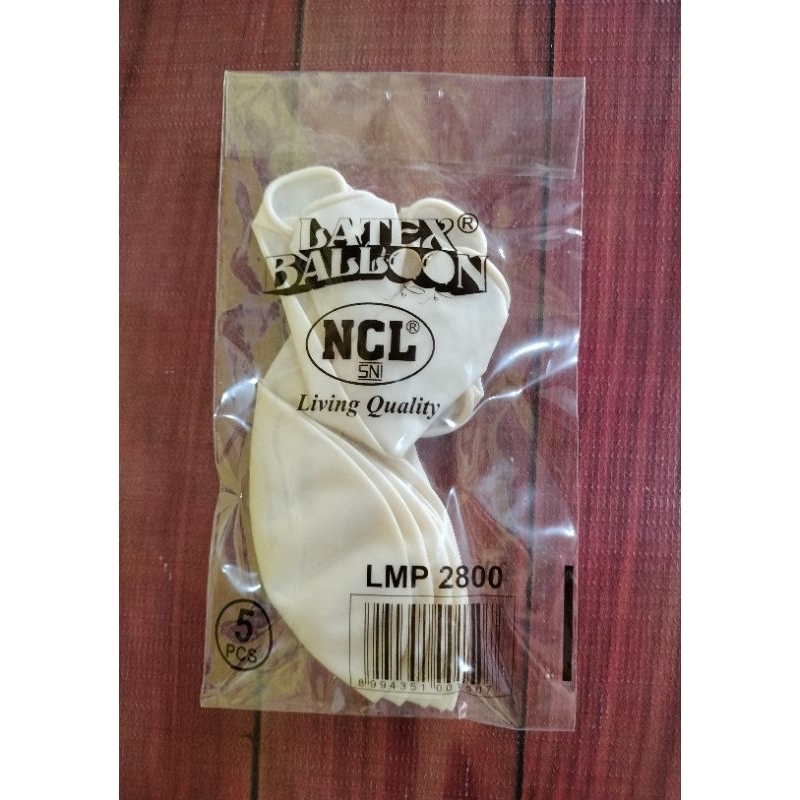 LATEX®
BALLOON
NCL®
SNI
Living Quality
LMP 2800
5
PCS